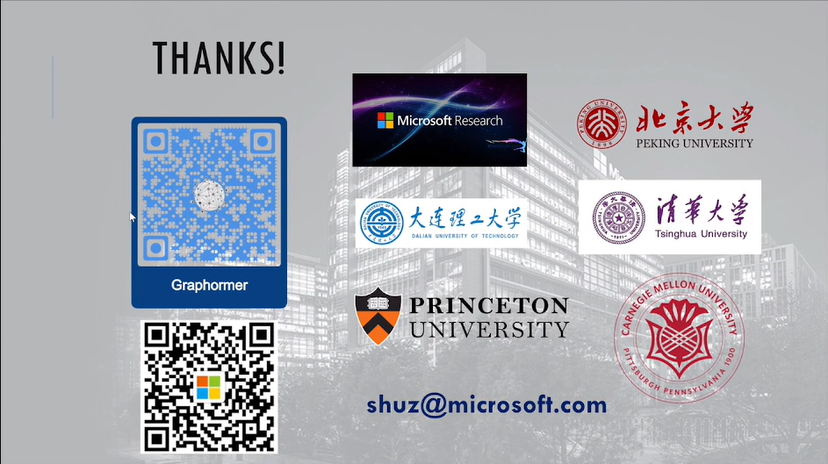 THANKS!
Microsoft Research
北京大学
PEKING UNIVERSITY
PEKING UNIVERSITY
1898
大连理工大学
DALIAN UNIVERSITY OF TECHNOLOGY
清華大学
Tsinghua University
Graphormer
PRINCETON
UNIVERSITY
CARNEGIE MELLON UNIVERSITY
PITTSBURGH PENNSYLVANIA 1900
shuz@microsoft.com